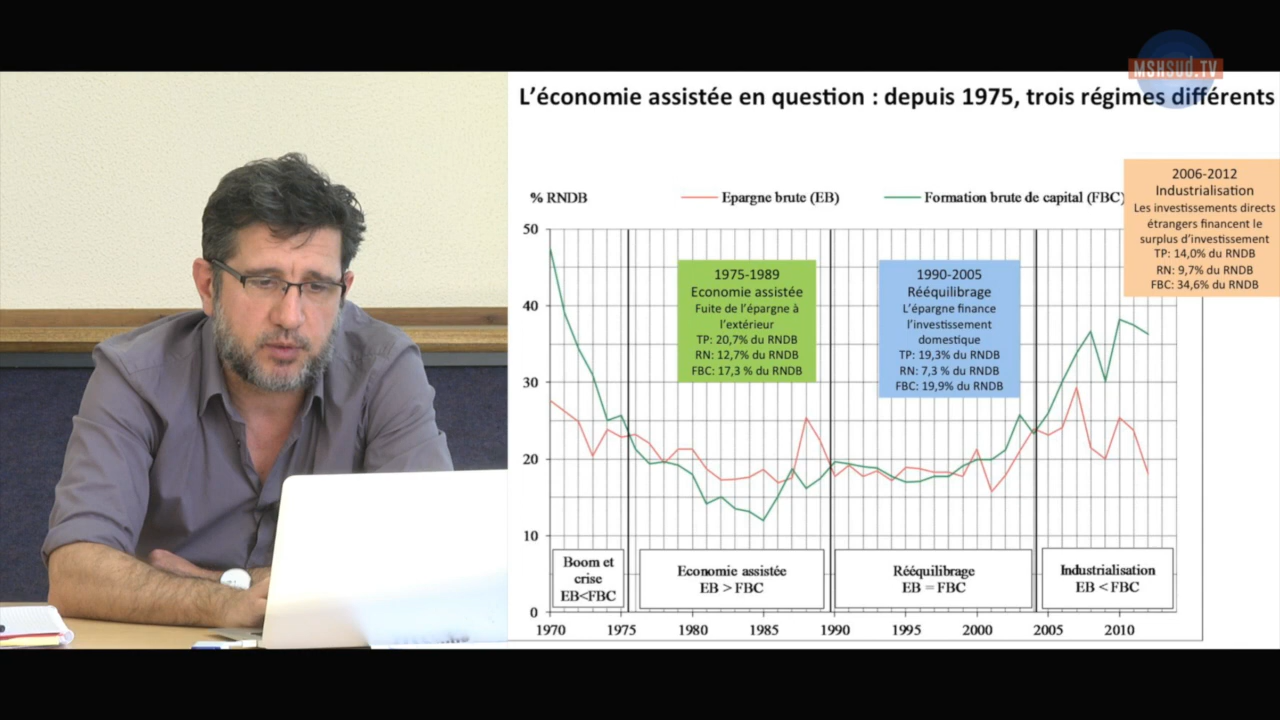 MSHSUD.TV
L’économie assistée en question : depuis 1975, trois régimes différents
% RNDB
Epargne brute (EB)
Formation brute de capital (FBC)
2006-2012
Industrialisation
Les investissements directs
étrangers financent le
surplus d’investissement
TP: 14,0% du RNDB
RN: 9,7% du RNDB
FBC: 34,6% du RNDB
1975-1989
Economie assistée
Fuite de l’épargne à
l’extérieur
TP: 20,7% du RNDB
RN: 12,7% du RNDB
FBC: 17,3 % du RNDB
1990-2005
Rééquilibrage
L’épargne finance
l’investissement
domestique
TP: 19,3% du RNDB
RN: 7,3 % du RNDB
FBC: 19,9% du RNDB
50
40
30
20
10
0
Boom et
crise
EB<FBC
Economie assistée
EB > FBC
Rééquilibrage
EB = FBC
Industrialisation
EB < FBC
1970 1975 1980 1985 1990 1995 2000 2005 2010